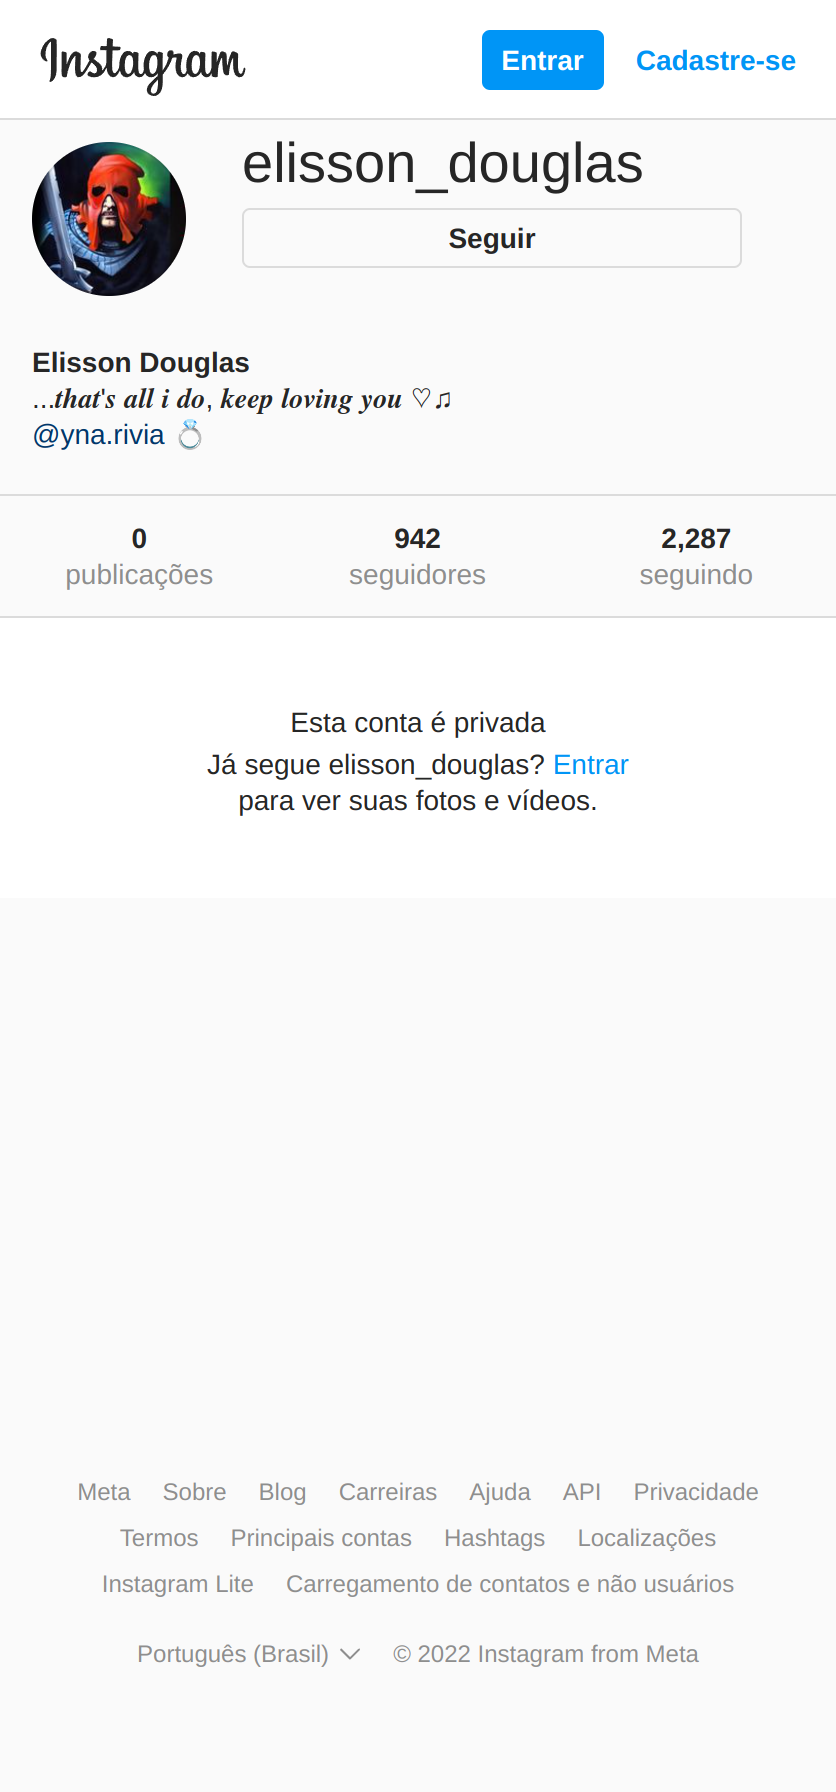 Instagram
Entrar
Cadastre-se
elisson_douglas
Seguir
Elisson Douglas
...𝒕𝒉𝒂𝒕'𝒔 𝒂𝒍𝒍 𝒊 𝒅𝒐, 𝒌𝒆𝒆𝒑 𝒍𝒐𝒗𝒊𝒏𝒈 𝒚𝒐𝒖 ♡♫
@yna.rivia 💍
0 942 2,287
publicações seguidores seguindo
Esta conta é privada
Já segue elisson_douglas? Entrar
para ver suas fotos e vídeos.
Meta Sobre Blog Carreiras Ajuda API Privacidade
Termos Principais contas Hashtags Localizações
Instagram Lite Carregamento de contatos e não usuários
Português (Brasil) © 2022 Instagram from Meta